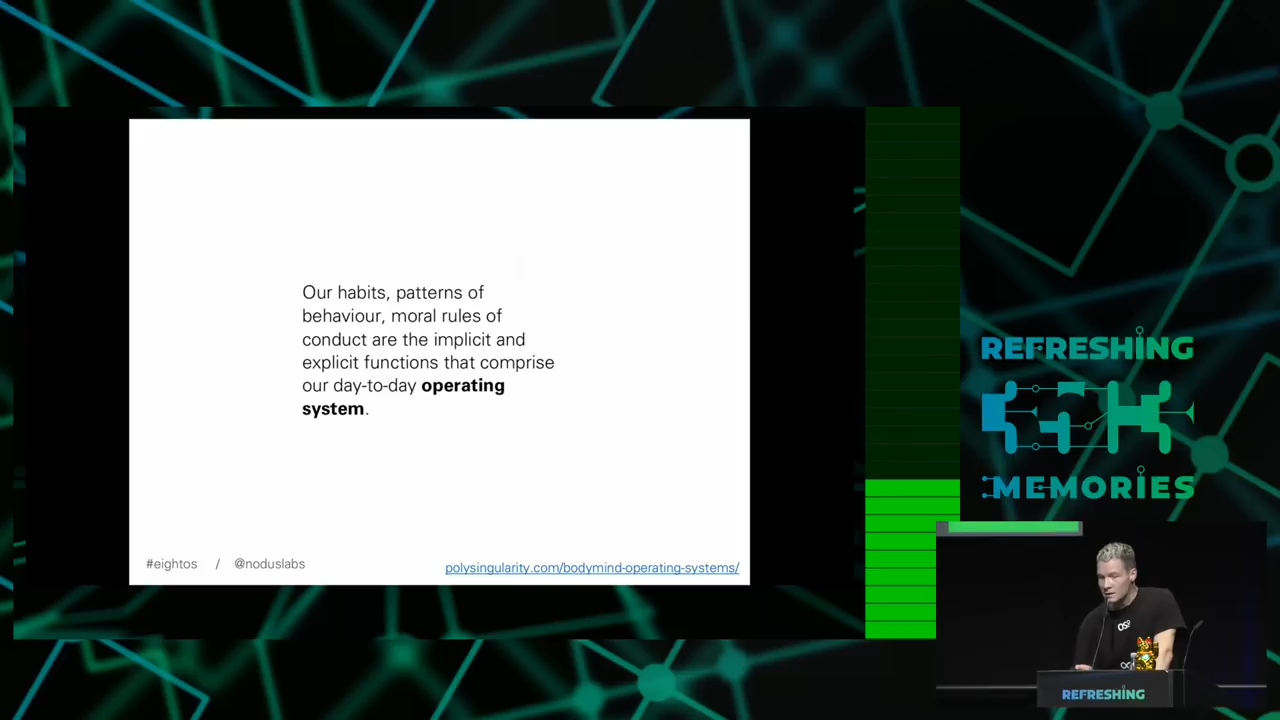 Our habits, patterns of
behaviour, moral rules of
conduct are the implicit and
explicit functions that comprise
our day-to-day operating
system.
#eightos / @noduslabs
polysingularity.com/bodymind-operating-systems/
REFRESHING
MEMORIES
REFRESHING